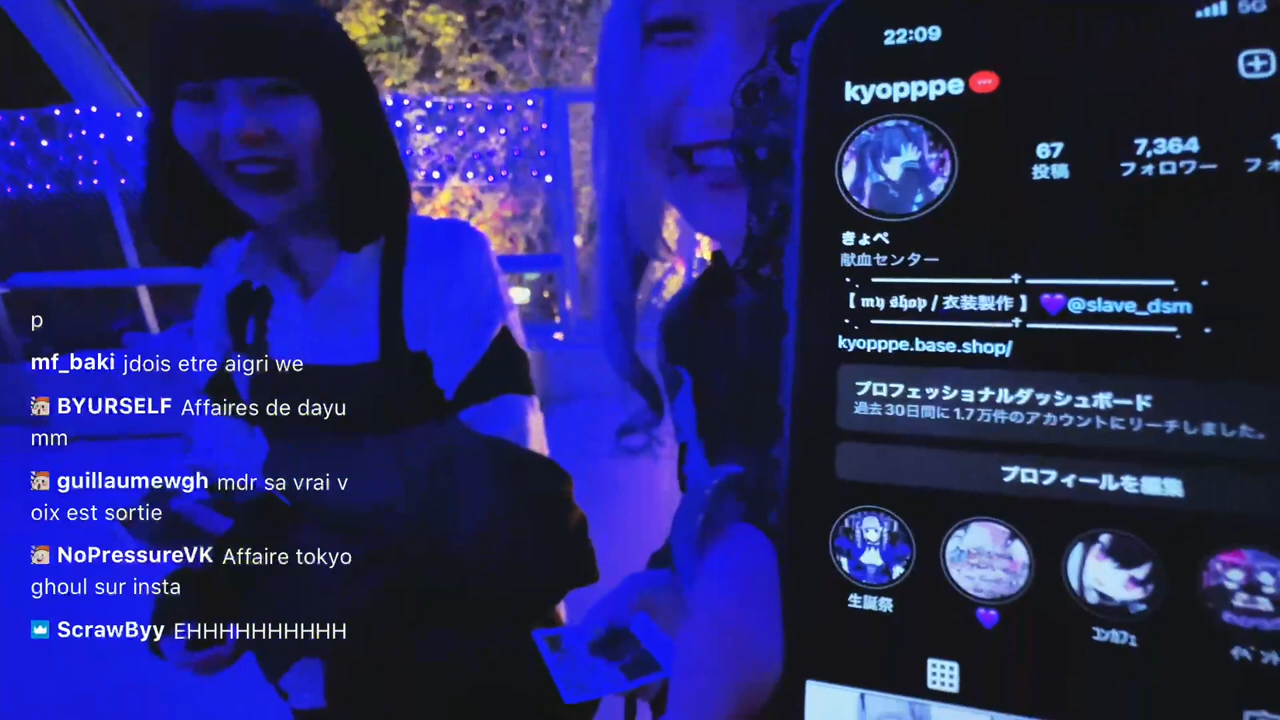 p
mf_baki jdois etre aigri we
BYURSELF Affaires de dayu
mm
guillaumewgh mdr sa vrai v
oix est sortie
NoPressureVK Affaire tokyo
ghoul sur insta
ScrawByy EHHHHHHHHHH
22:09
5G
kyopppe
67
7,364
投稿
フォロワー
フォ
きょぺ
献血センター
【 my shop / 衣装製作 】 💜@slave_dsm
kyopppe.base.shop/
プロフェッショナルダッシュボード
過去30日間に1.7万件のアカウントにリーチしました。
プロフィールを編集
生誕祭
💜
コンカフェ
イベン